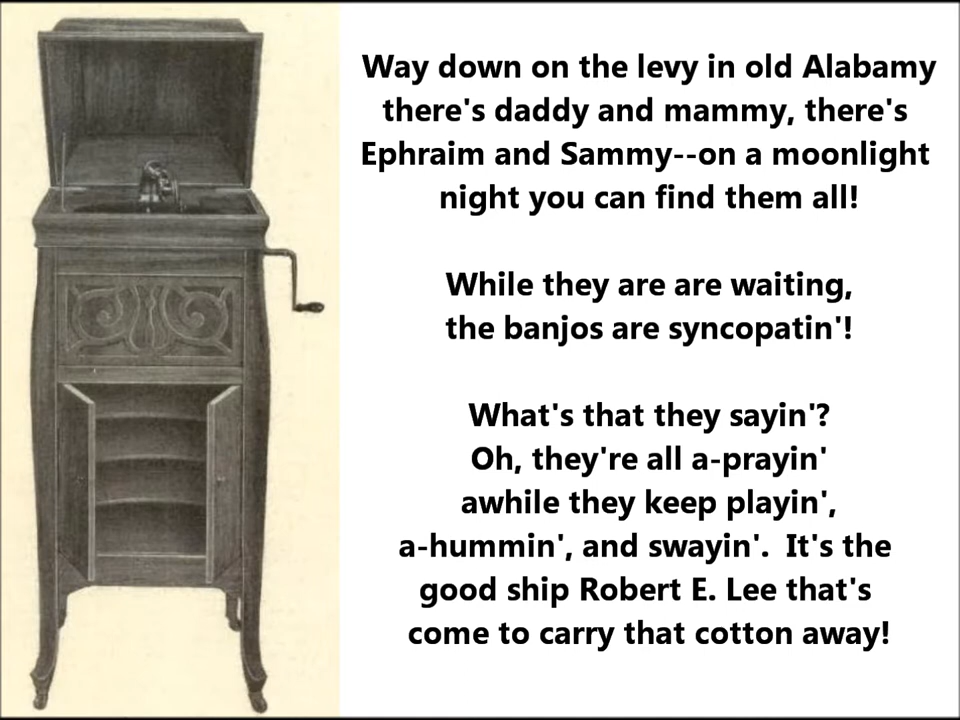 Way down on the levy in old Alabamy
there's daddy and mammy, there's
Ephraim and Sammy--on a moonlight
night you can find them all!
While they are are waiting,
the banjos are syncopatin'!
What's that they sayin'?
Oh, they're all a-prayin'
awhile they keep playin',
a-hummin', and swayin'.  It's the
good ship Robert E. Lee that's
come to carry that cotton away!